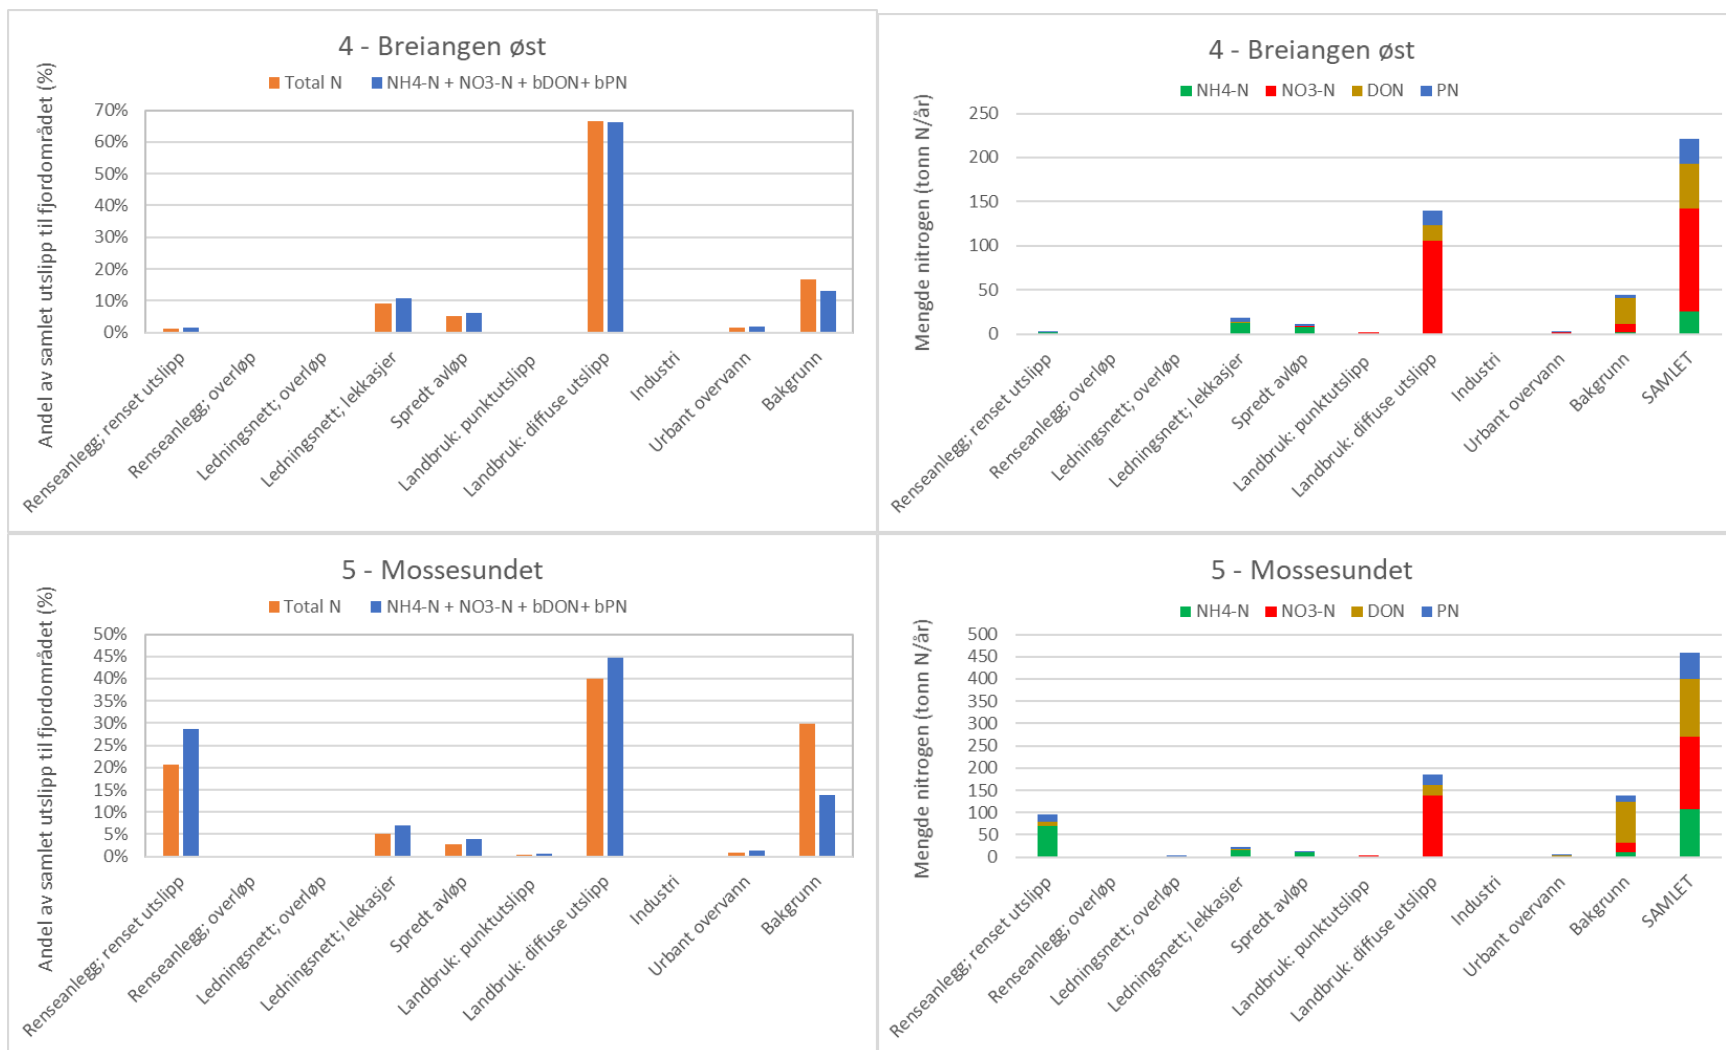 4 - Breiangen øst
Total N NH4-N + NO3-N + bDON+ bPN
Andel av samlet utslipp til fjordområdet (%)
70%
60%
50%
40%
30%
20%
10%
0%
Renseanlegg; renset utslipp
Renseanlegg; overløp
Ledningsnett; overløp
Ledningsnett; lekkasjer
Spredt avløp
Landbruk: punktutslipp
Landbruk: diffuse utslipp
Industri
Urbant overvann
Bakgrunn
4 - Breiangen øst
NH4-N NO3-N DON PN
Mengde nitrogen (tonn N/år)
250
200
150
100
50
0
Renseanlegg; renset utslipp
Renseanlegg; overløp
Ledningsnett; overløp
Ledningsnett; lekkasjer
Spredt avløp
Landbruk: punktutslipp
Landbruk: diffuse utslipp
Industri
Urbant overvann
Bakgrunn
SAMLET
5 - Mossesundet
Total N NH4-N + NO3-N + bDON+ bPN
Andel av samlet utslipp til fjordområdet (%)
50%
45%
40%
35%
30%
25%
20%
15%
10%
5%
0%
Renseanlegg; renset utslipp
Renseanlegg; overløp
Ledningsnett; overløp
Ledningsnett; lekkasjer
Spredt avløp
Landbruk: punktutslipp
Landbruk: diffuse utslipp
Industri
Urbant overvann
Bakgrunn
5 - Mossesundet
NH4-N NO3-N DON PN
Mengde nitrogen (tonn N/år)
500
450
400
350
300
250
200
150
100
50
0
Renseanlegg; renset utslipp
Renseanlegg; overløp
Ledningsnett; overløp
Ledningsnett; lekkasjer
Spredt avløp
Landbruk: punktutslipp
Landbruk: diffuse utslipp
Industri
Urbant overvann
Bakgrunn
SAMLET